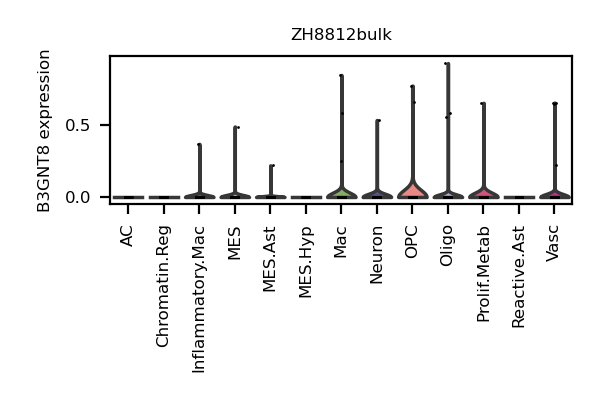 ZH8812bulk
B3GNT8 expression
0.5
0.0
AC
Chromatin.Reg
Inflammatory.Mac
MES
MES.Ast
MES.Hyp
Mac
Neuron
OPC
Oligo
Prolif.Metab
Reactive.Ast
Vasc